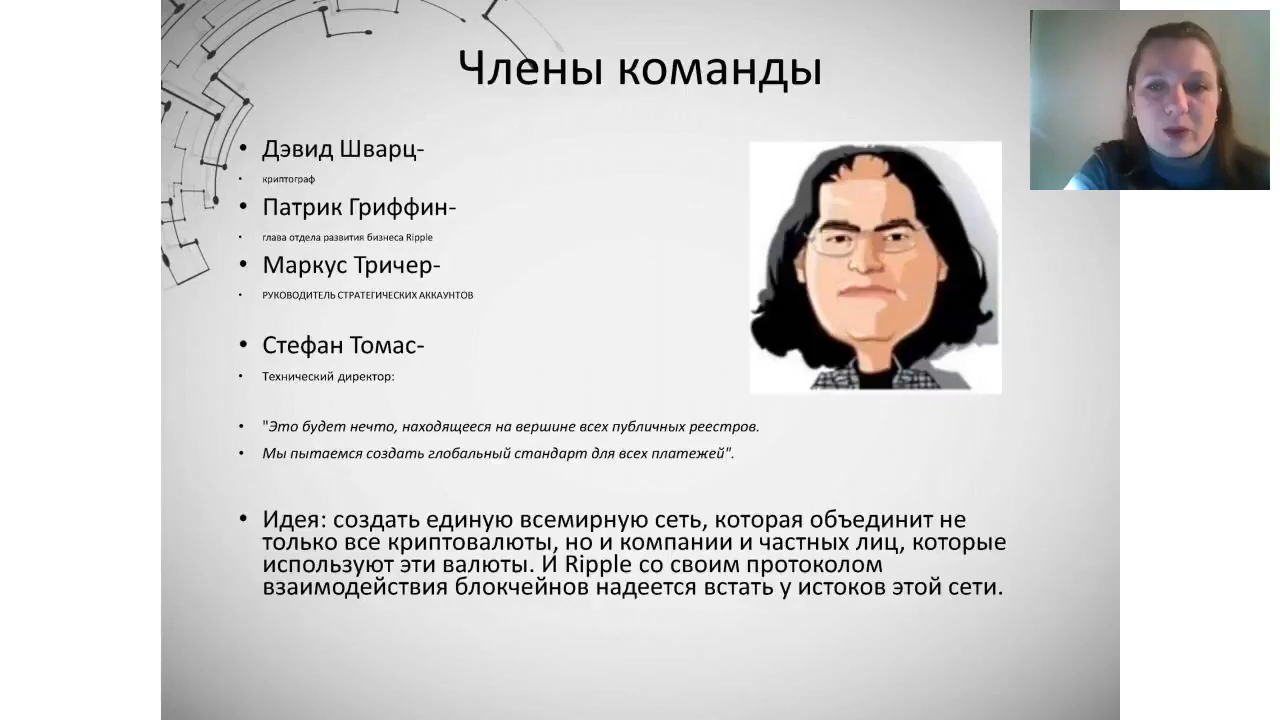 Члены команды
• Дэвид Шварц-
• криптограф
• Патрик Гриффин-
• глава отдела развития бизнеса Ripple
• Маркус Тричер-
• РУКОВОДИТЕЛЬ СТРАТЕГИЧЕСКИХ АККАУНТОВ
• Стефан Томас-
• Технический директор:
• "Это будет нечто, находящееся на вершине всех публичных реестров.
• Мы пытаемся создать глобальный стандарт для всех платежей".
• Идея: создать единую всемирную сеть, которая объединит не
только все криптовалюты, но и компании и частных лиц, которые
используют эти валюты. И Ripple со своим протоколом
взаимодействия блокчейнов надеется встать у истоков этой сети.